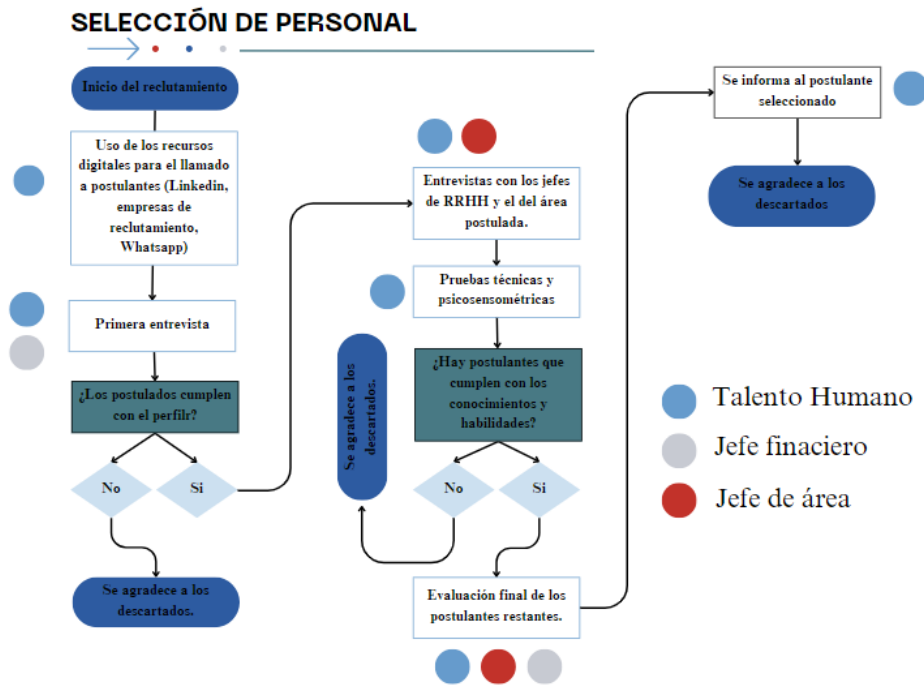 SELECCIÓN DE PERSONAL
Inicio del reclutamiento
Uso de los recursos
digitales para el llamado
a postulantes (Linkedin,
empresas de
reclutamiento,
Whatsapp)
Primera entrevista
¿Los postulados cumplen
con el perfilr?
No
Si
Se agradece a los
descartados.
Entrevistas con los jefes
de RRHH y el del área
postulada.
Pruebas técnicas y
psicosensométricas
¿Hay postulantes que
cumplen con los
conocimientos y
habilidades?
No
Si
Se agradece a los
descartados.
Evaluación final de los
postulantes restantes.
Se informa al postulante
seleccionado
Se agradece a los
descartados
Talento Humano
Jefe finaciero
Jefe de área